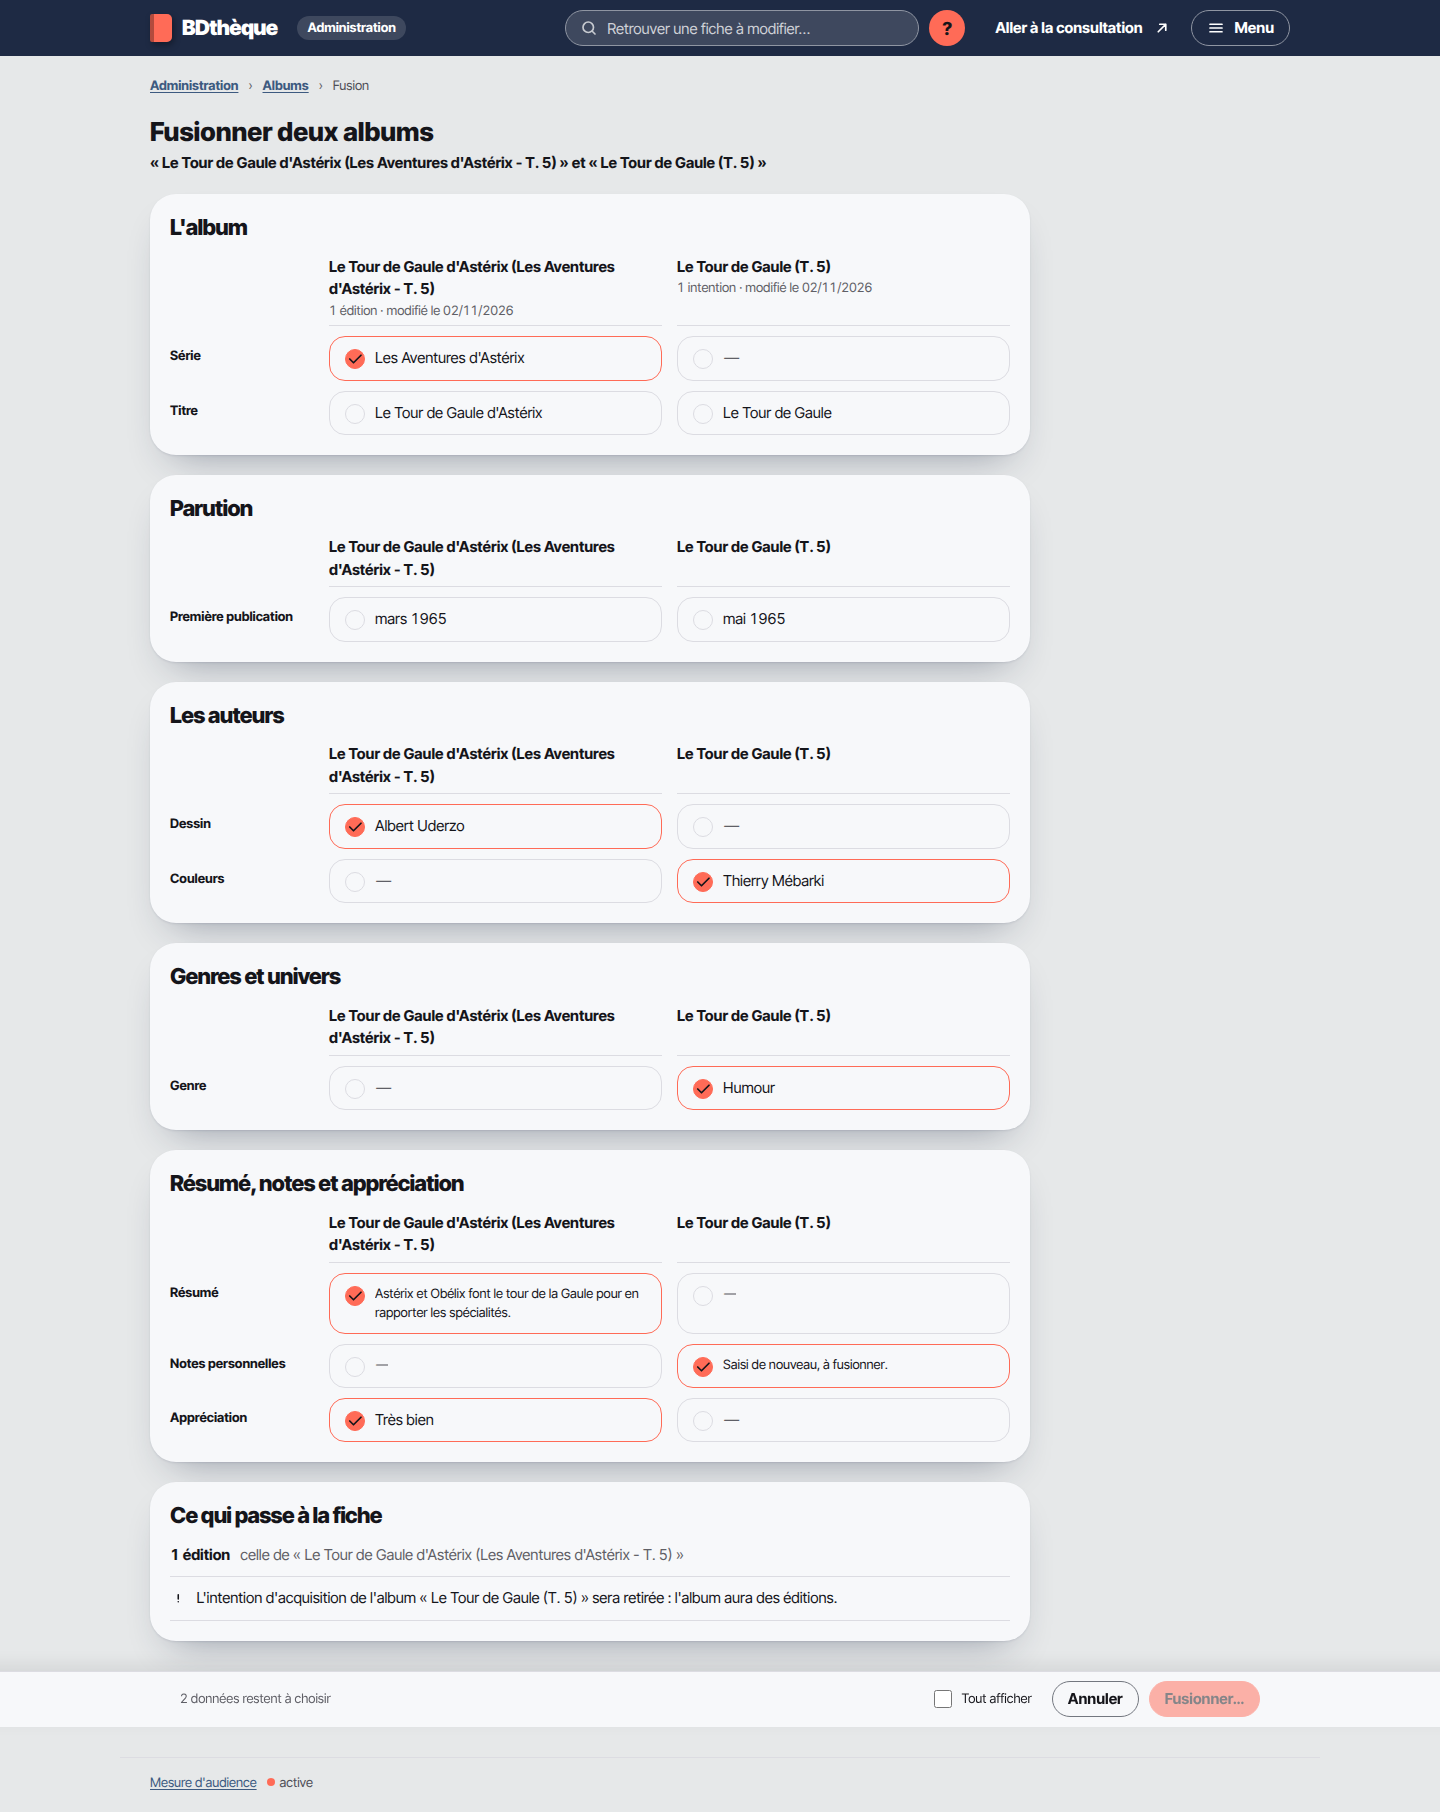 BDthèque
Administration
Retrouver une fiche à modifier...
?
Aller à la consultation
Menu
Administration › Albums › Fusion
Fusionner deux albums
« Le Tour de Gaule d'Astérix (Les Aventures d'Astérix - T. 5) » et « Le Tour de Gaule (T. 5) »
L'album
Le Tour de Gaule d'Astérix (Les Aventures
d'Astérix - T. 5)
1 édition · modifié le 02/11/2026
Le Tour de Gaule (T. 5)
1 intention · modifié le 02/11/2026
Série
Les Aventures d'Astérix
—
Titre
Le Tour de Gaule d'Astérix
Le Tour de Gaule
Parution
Le Tour de Gaule d'Astérix (Les Aventures
d'Astérix - T. 5)
Le Tour de Gaule (T. 5)
Première publication
mars 1965
mai 1965
Les auteurs
Le Tour de Gaule d'Astérix (Les Aventures
d'Astérix - T. 5)
Le Tour de Gaule (T. 5)
Dessin
Albert Uderzo
—
Couleurs
—
Thierry Mébarki
Genres et univers
Le Tour de Gaule d'Astérix (Les Aventures
d'Astérix - T. 5)
Le Tour de Gaule (T. 5)
Genre
—
Humour
Résumé, notes et appréciation
Le Tour de Gaule d'Astérix (Les Aventures
d'Astérix - T. 5)
Le Tour de Gaule (T. 5)
Résumé
Astérix et Obélix font le tour de la Gaule pour en
rapporter les spécialités.
—
Notes personnelles
—
Saisi de nouveau, à fusionner.
Appréciation
Très bien
—
Ce qui passe à la fiche
1 édition celle de « Le Tour de Gaule d'Astérix (Les Aventures d'Astérix - T. 5) »
! L'intention d'acquisition de l'album « Le Tour de Gaule (T. 5) » sera retirée : l'album aura des éditions.
2 données restent à choisir
Tout afficher
Annuler
Fusionner...
Mesure d'audience
active